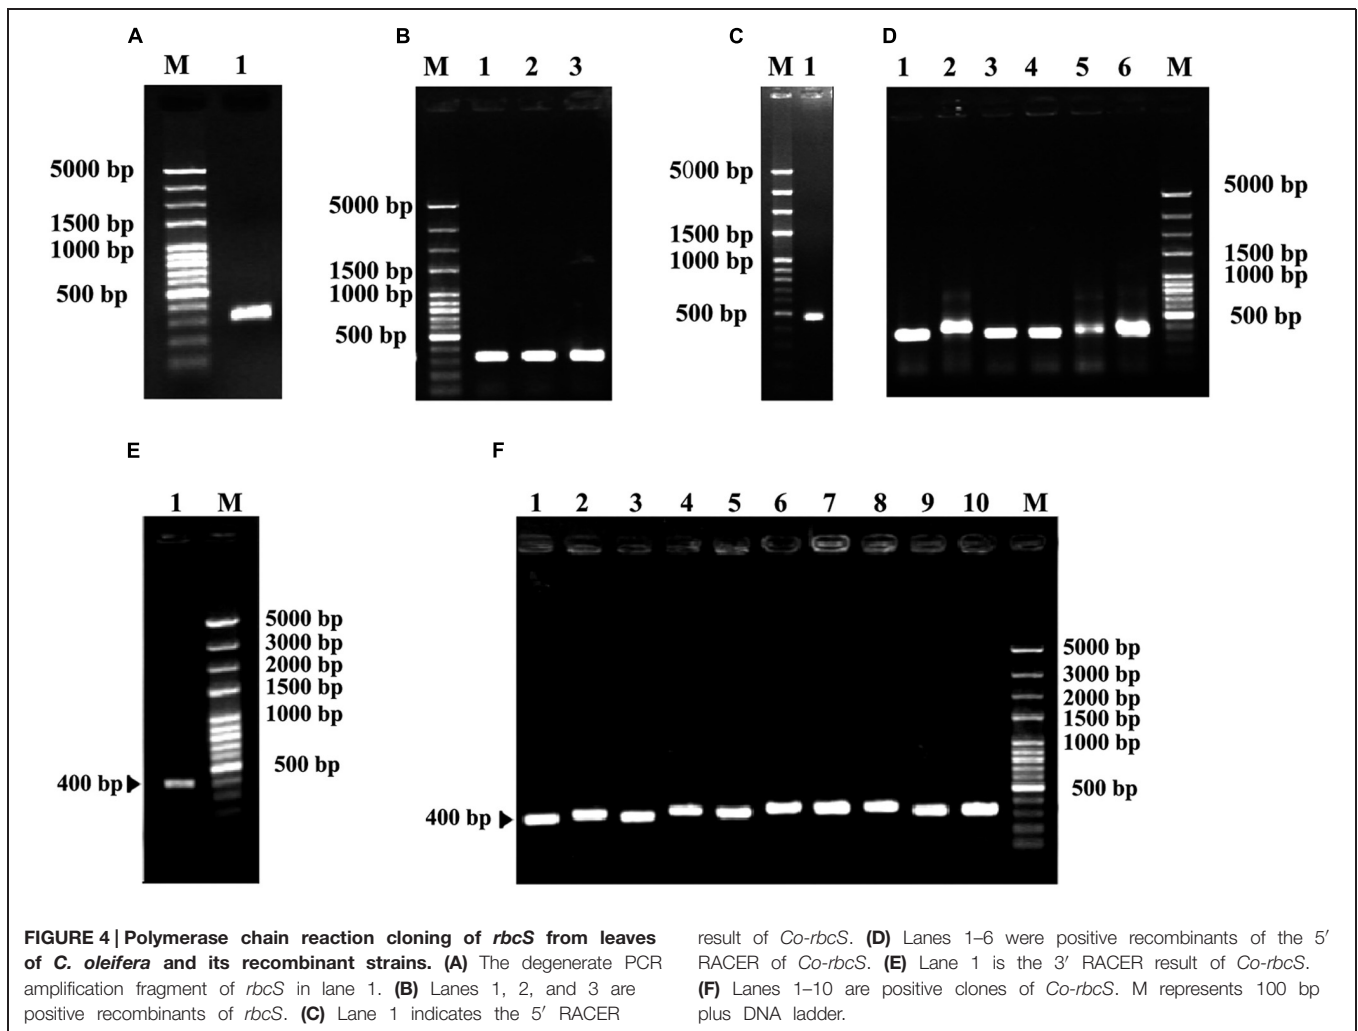 A
M 1
5000 bp
1500 bp
1000 bp
500 bp
B
M 1 2 3
5000 bp
1500 bp
1000 bp
500 bp
C
M 1
5000 bp
1500 bp
1000 bp
500 bp
D
1 2 3 4 5 6 M
5000 bp
1500 bp
1000 bp
500 bp
E
1 M
5000 bp
3000 bp
2000 bp
1500 bp
1000 bp
500 bp
400 bp
F
1 2 3 4 5 6 7 8 9 10 M
5000 bp
3000 bp
2000 bp
1500 bp
1000 bp
500 bp
400 bp
FIGURE 4 | Polymerase chain reaction cloning of rbcS from leaves
of C. oleifera and its recombinant strains. (A) The degenerate PCR
amplification fragment of rbcS in lane 1. (B) Lanes 1, 2, and 3 are
positive recombinants of rbcS. (C) Lane 1 indicates the 5′ RACER
result of Co-rbcS. (D) Lanes 1–6 were positive recombinants of the 5′
RACER of Co-rbcS. (E) Lane 1 is the 3′ RACER result of Co-rbcS.
(F) Lanes 1–10 are positive clones of Co-rbcS. M represents 100 bp
plus DNA ladder.